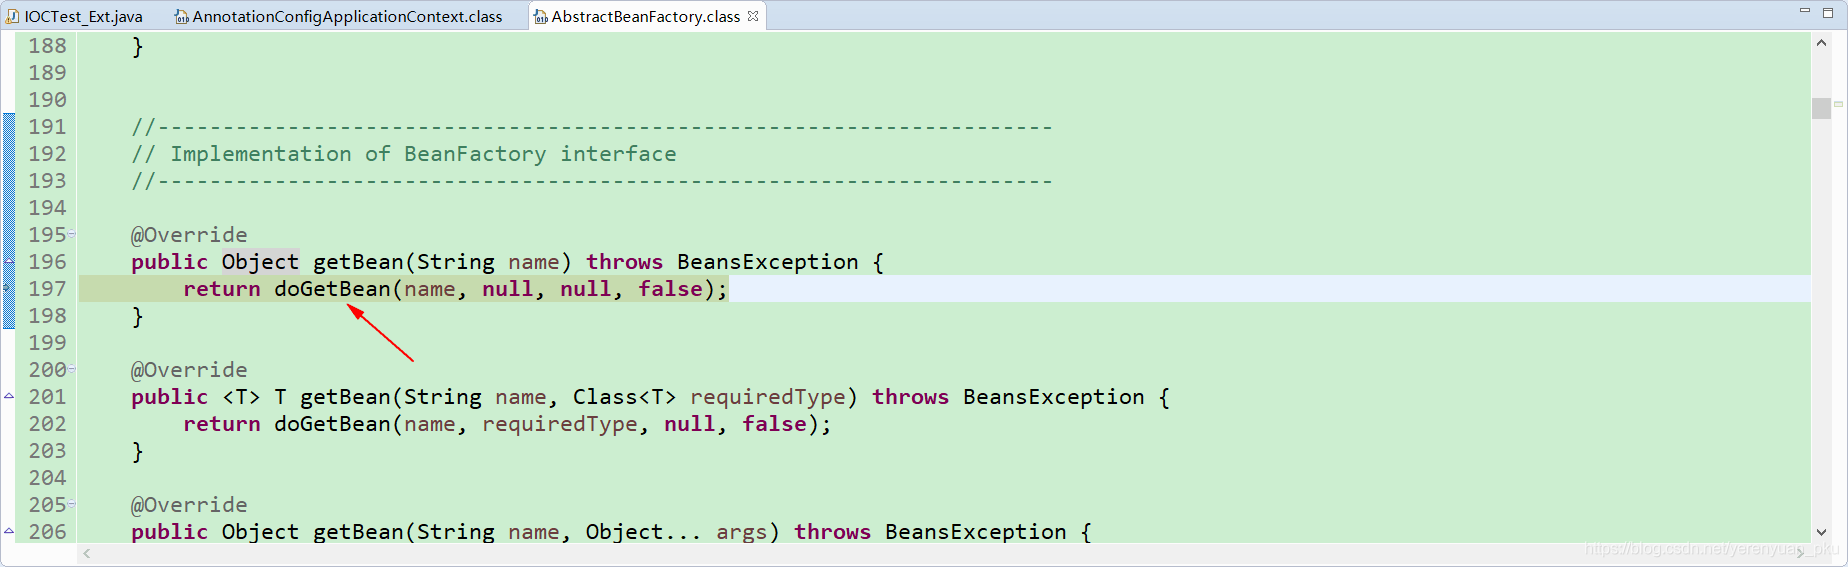 IOCTest_Ext.java AnnotationConfigApplicationContext.class AbstractBeanFactory.class
188 }
189
190
191 //---------------------------------------------------------------------
192 // Implementation of BeanFactory interface
193 //---------------------------------------------------------------------
194
195 @Override
196 public Object getBean(String name) throws BeansException {
197 return doGetBean(name, null, null, false);
198 }
199
200 @Override
201 public <T> T getBean(String name, Class<T> requiredType) throws BeansException {
202 return doGetBean(name, requiredType, null, false);
203 }
204
205 @Override
206 public Object getBean(String name, Object... args) throws BeansException {
https://blog.csdn.net/yerenyuan_pku